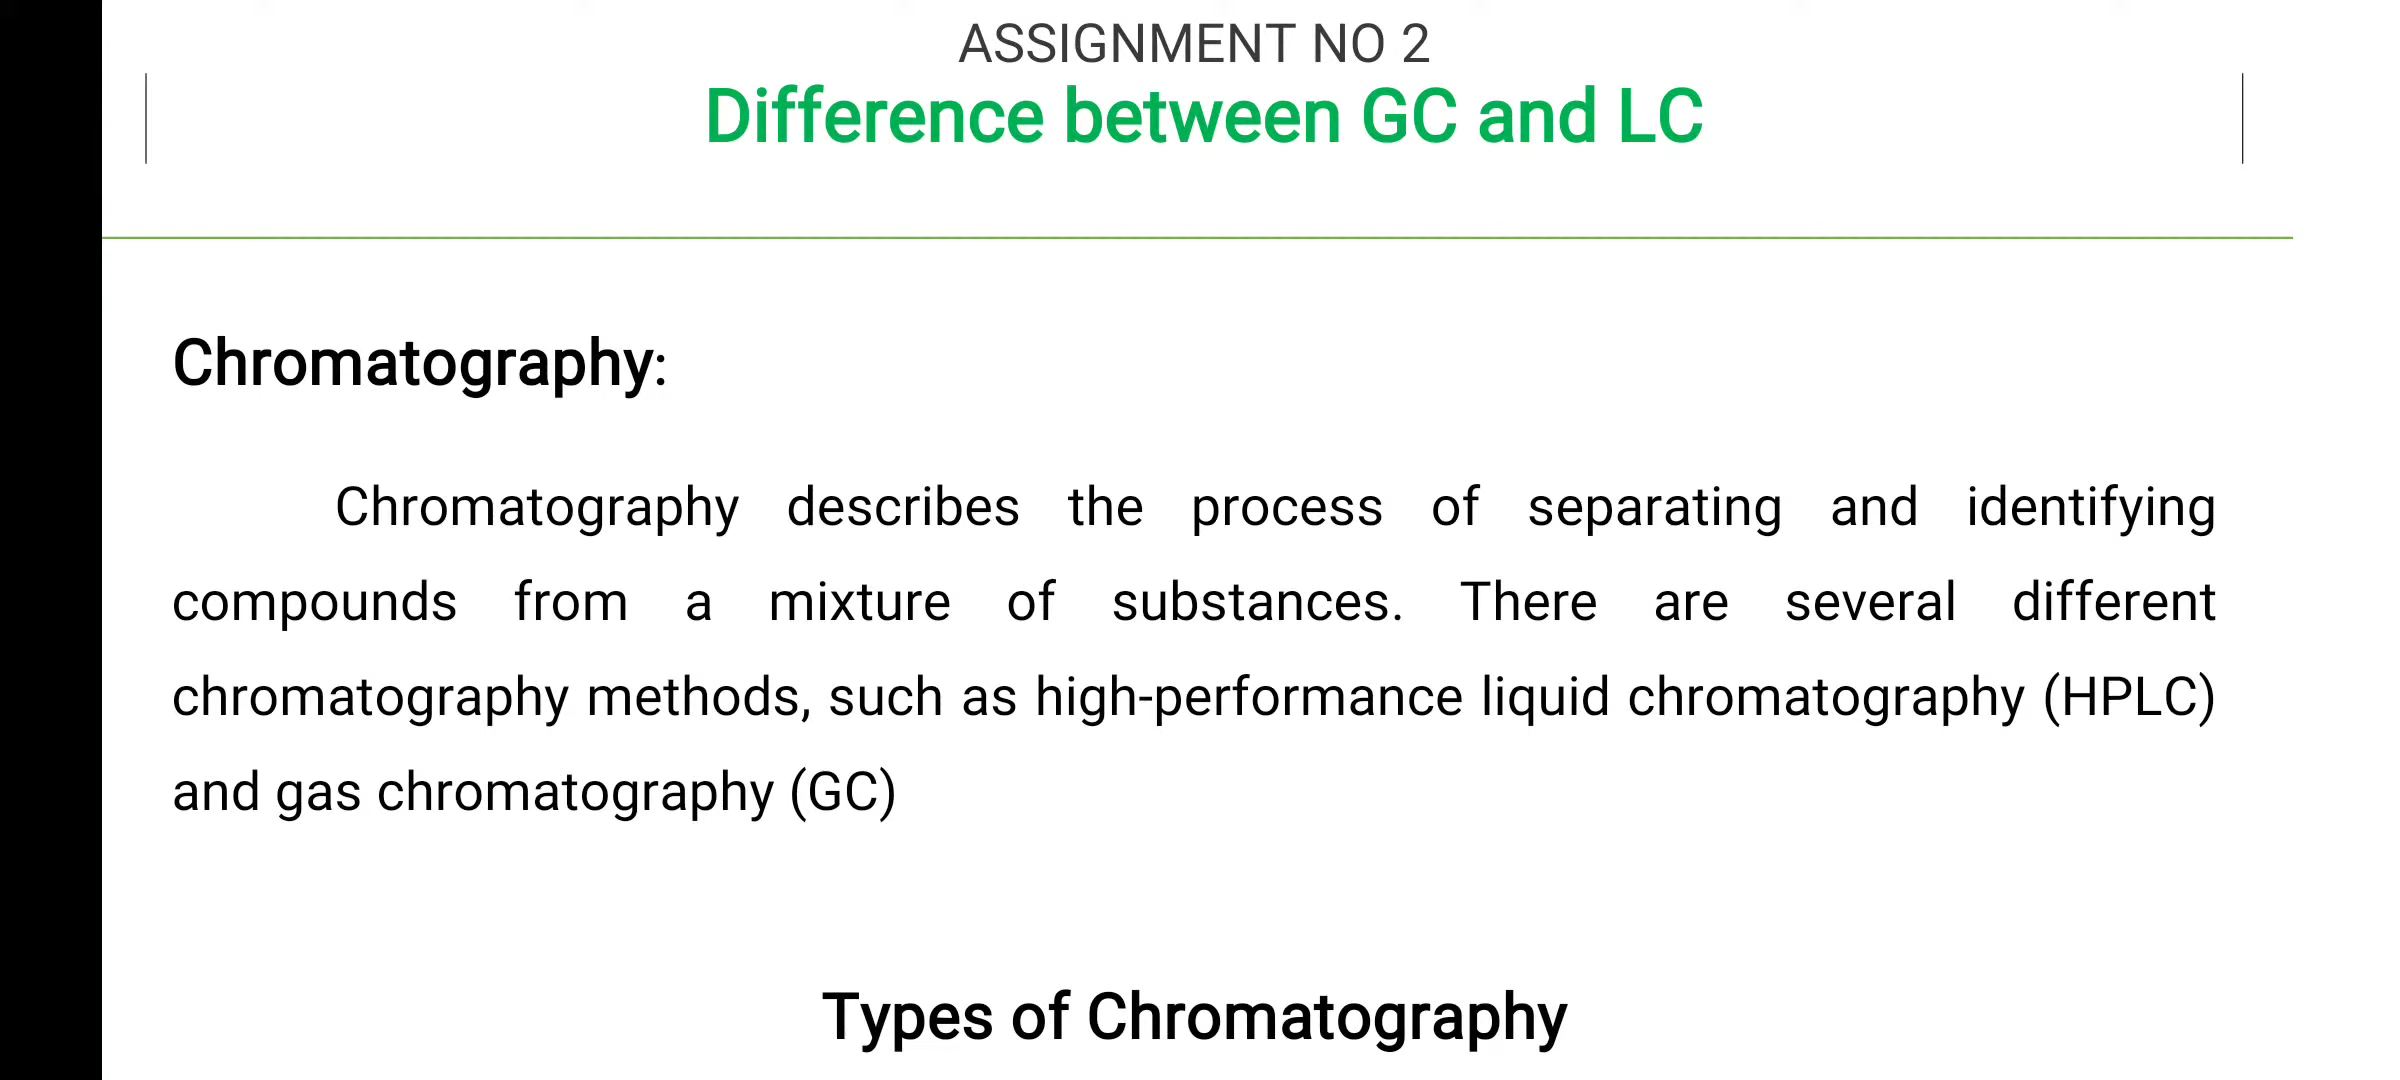 ASSIGNMENT NO 2
Difference between GC and LC
Chromatography:
Chromatography describes the process of separating and identifying
compounds from a mixture of substances. There are several different
chromatography methods, such as high-performance liquid chromatography (HPLC)
and gas chromatography (GC)
Types of Chromatography